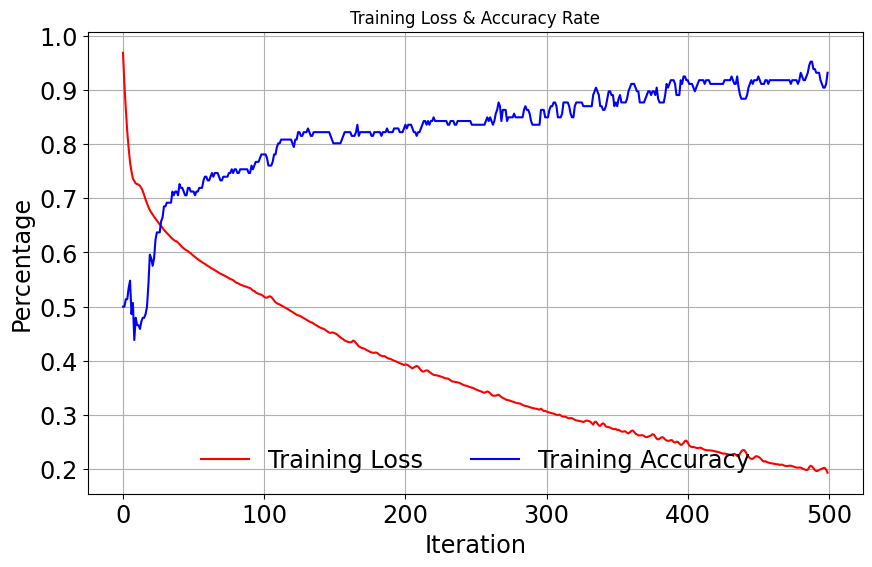 Training Loss & Accuracy Rate
1.0
0.9
0.8
0.7
0.6
0.5
0.4
0.3
0.2
Percentage
Training Loss Training Accuracy
0 100 200 300 400 500
Iteration